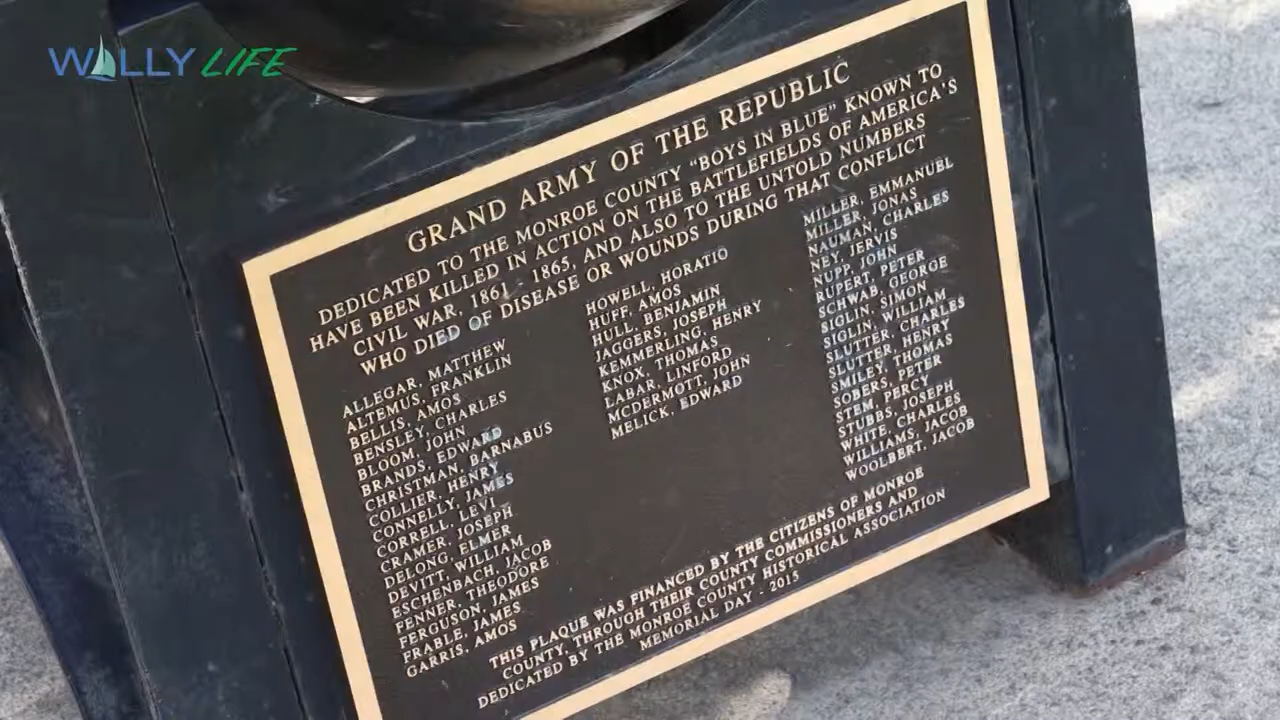 WALLY LIFE
GRAND ARMY OF THE REPUBLIC
DEDICATED TO THE MONROE COUNTY "BOYS IN BLUE" KNOWN TO
HAVE BEEN KILLED IN ACTION ON THE BATTLEFIELDS OF AMERICA'S
CIVIL WAR, 1861 - 1865, AND ALSO TO THE UNTOLD NUMBERS
WHO DIED OF DISEASE OR WOUNDS DURING THAT CONFLICT
ALLEGAR, MATTHEW
ALTEMUS, FRANKLIN
BELLIS, AMOS
BENSLEY, CHARLES
BLOOM, JOHN
BRANDS, EDWARD
CHRISTMAN, BARNABUS
COLLIER, HENRY
CONNELLY, JAMES
CORRELL, LEVI
CRAMER, JOSEPH
DELONG, ELMER
DEVITT, WILLIAM
ESCHENBACH, JACOB
FENNER, THEODORE
FERGUSON, JAMES
FRABLE, JAMES
GARRIS, AMOS
HOWELL, HORATIO
HUFF, AMOS
HULL, BENJAMIN
JAGGERS, JOSEPH
KEMMERLING, HENRY
KNOX, THOMAS
LABAR, LINFORD
MCDERMOTT, JOHN
MELICK, EDWARD
MILLER, EMMANUEL
MILLER, JONAS
NAUMAN, CHARLES
NEY, JERVIS
NUPP, JOHN
RUPERT, PETER
SCHWAB, GEORGE
SIGLIN, SIMON
SIGLIN, WILLIAM
SLUTTER, CHARLES
SLUTTER, HENRY
SMILEY, THOMAS
SOBERS, PETER
STEM, PERCY
STUBBS, JOSEPH
WHITE, CHARLES
WILLIAMS, JACOB
WOOLBERT, JACOB
THIS PLAQUE WAS FINANCED BY THE CITIZENS OF MONROE
COUNTY, THROUGH THEIR COUNTY COMMISSIONERS AND
DEDICATED BY THE MONROE COUNTY HISTORICAL ASSOCIATION
MEMORIAL DAY - 2015